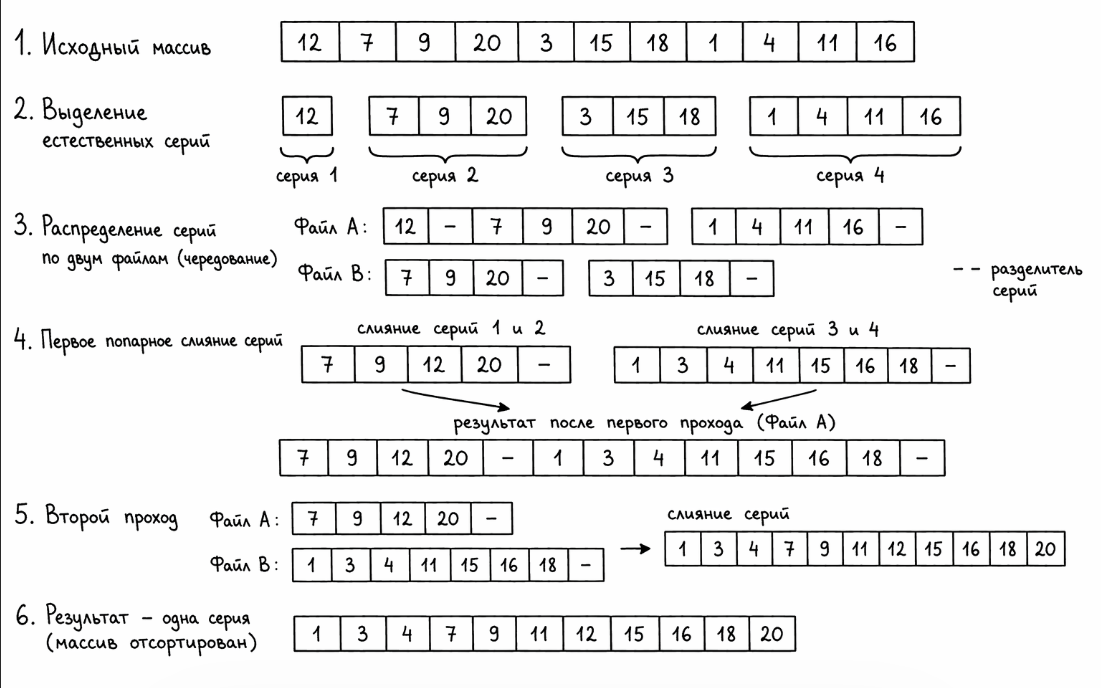 1. Исходный массив 12 7 9 20 3 15 18 1 4 11 16
2. Выделение
естественных серий
12 7 9 20 3 15 18 1 4 11 16
серия 1 серия 2 серия 3 серия 4
3. Распределение серий
по двум файлам (чередование)
Файл А: 12 – 7 9 20 – 1 4 11 16 –
Файл В: 7 9 20 – 3 15 18 –
– – разделитель
серий
4. Первое попарное слияние серий
слияние серий 1 и 2 слияние серий 3 и 4
7 9 12 20 – 1 3 4 11 15 16 18 –
результат после первого прохода (Файл А)
7 9 12 20 – 1 3 4 11 15 16 18 –
5. Второй проход Файл А: 7 9 12 20 –
Файл В: 1 3 4 11 15 16 18 –
слияние серий
1 3 4 7 9 11 12 15 16 18 20
6. Результат – одна серия
(массив отсортирован)
1 3 4 7 9 11 12 15 16 18 20